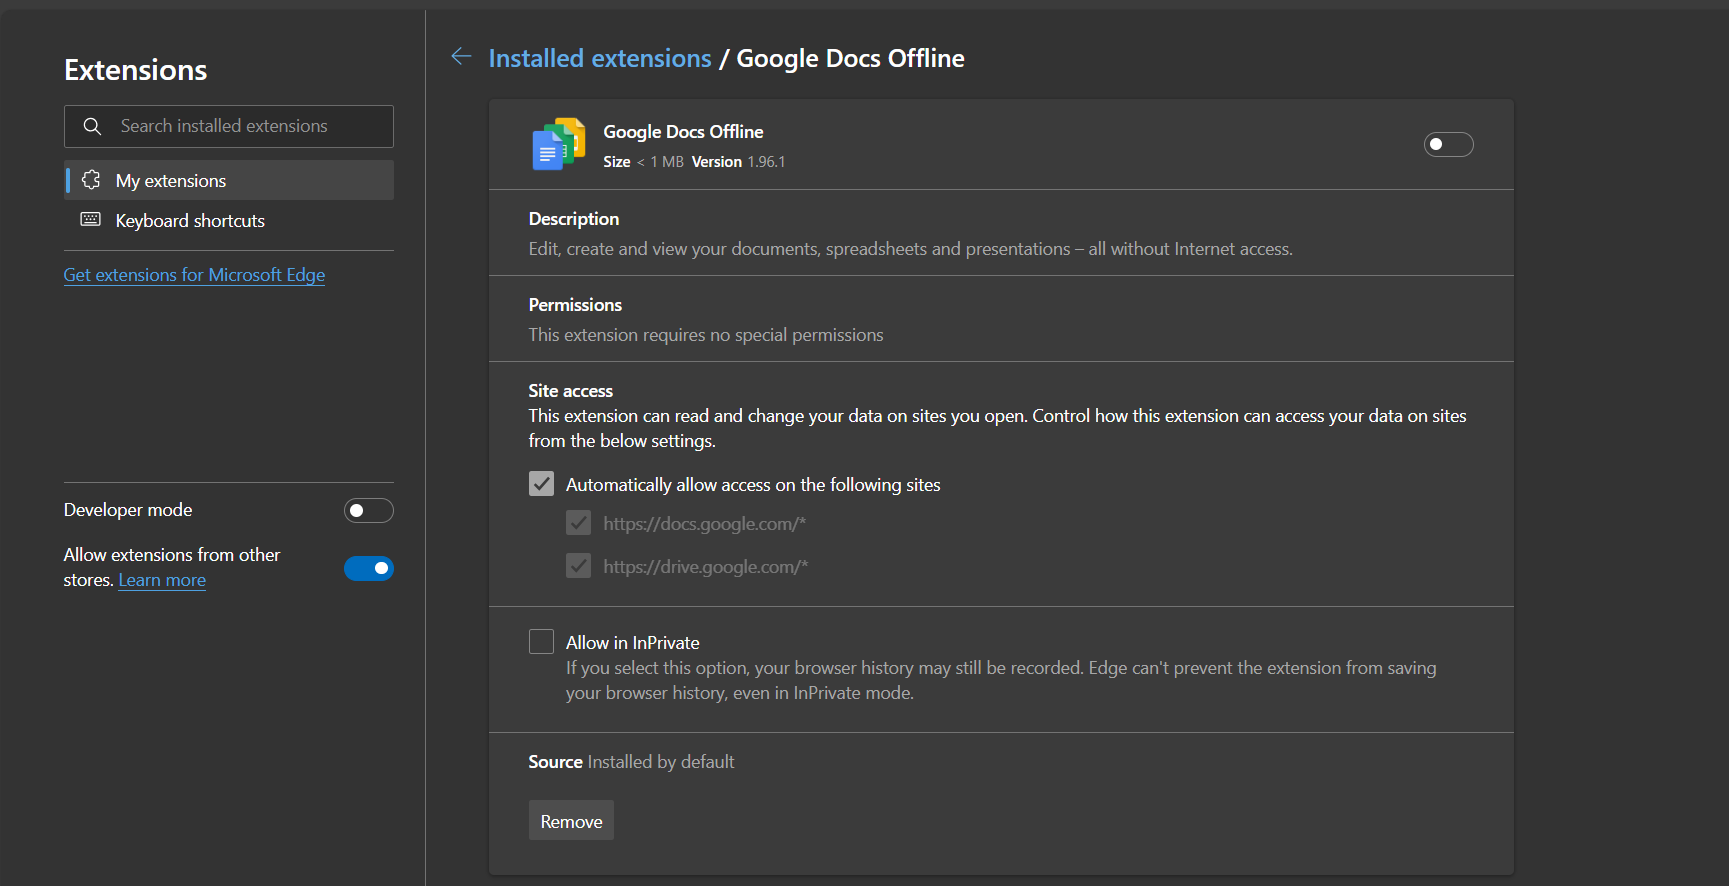 Extensions
Search installed extensions
My extensions
Keyboard shortcuts
Get extensions for Microsoft Edge
Developer mode
Allow extensions from other
stores. Learn more
Installed extensions / Google Docs Offline
Google Docs Offline
Size < 1 MB Version 1.96.1
Description
Edit, create and view your documents, spreadsheets and presentations – all without Internet access.
Permissions
This extension requires no special permissions
Site access
This extension can read and change your data on sites you open. Control how this extension can access your data on sites
from the below settings.
Automatically allow access on the following sites
https://docs.google.com/*
https://drive.google.com/*
Allow in InPrivate
If you select this option, your browser history may still be recorded. Edge can't prevent the extension from saving
your browser history, even in InPrivate mode.
Source Installed by default
Remove